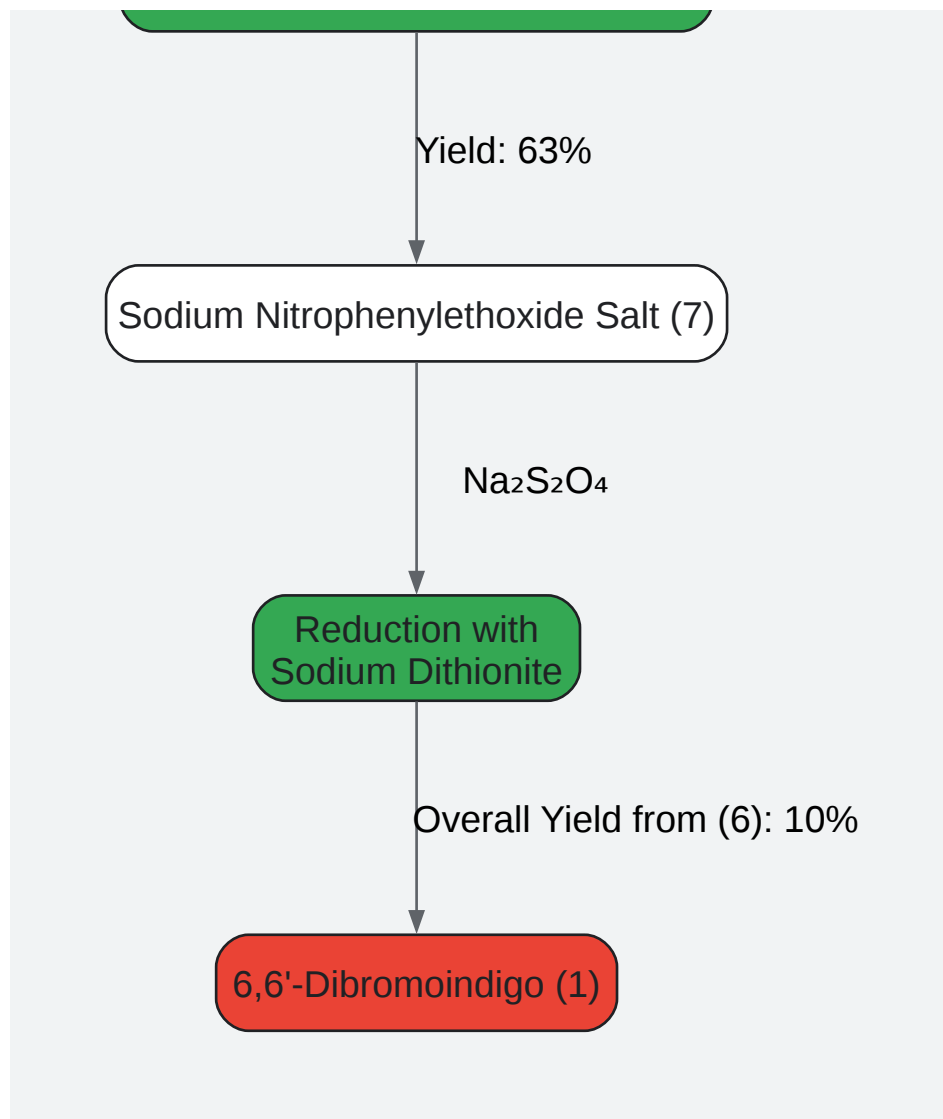 Yield: 63%
Sodium Nitrophenylethoxide Salt (7)
Na₂S₂O₄
Reduction with
Sodium Dithionite
Overall Yield from (6): 10%
6,6'-Dibromoindigo (1)